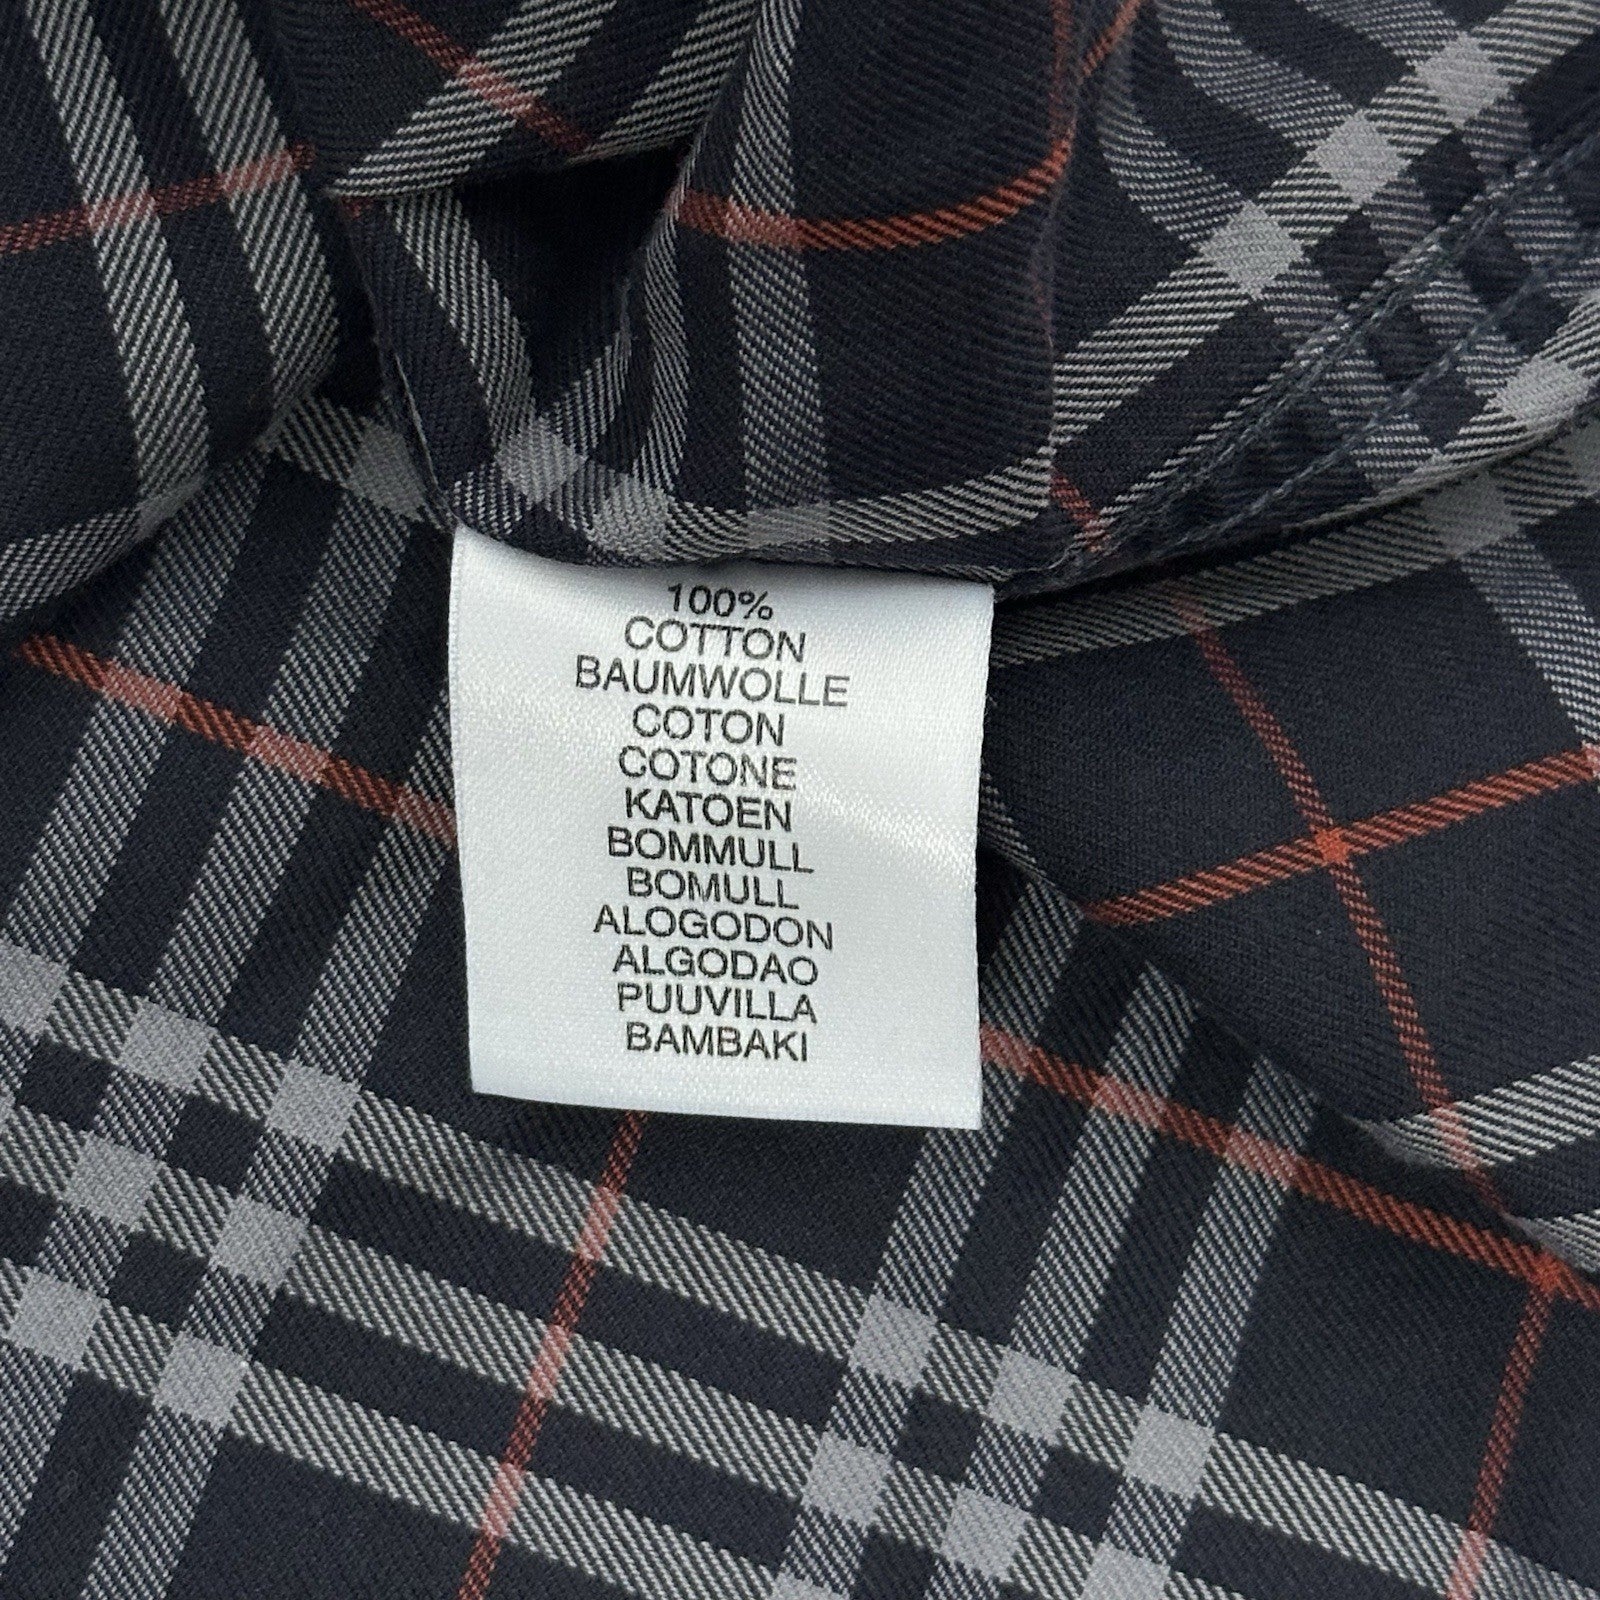 100%
COTTON
BAUMWOLLE
COTON
COTONE
KATOEN
BOMMULL
BOMULL
ALOGODON
ALGODAO
PUUVILLA
BAMBAKI